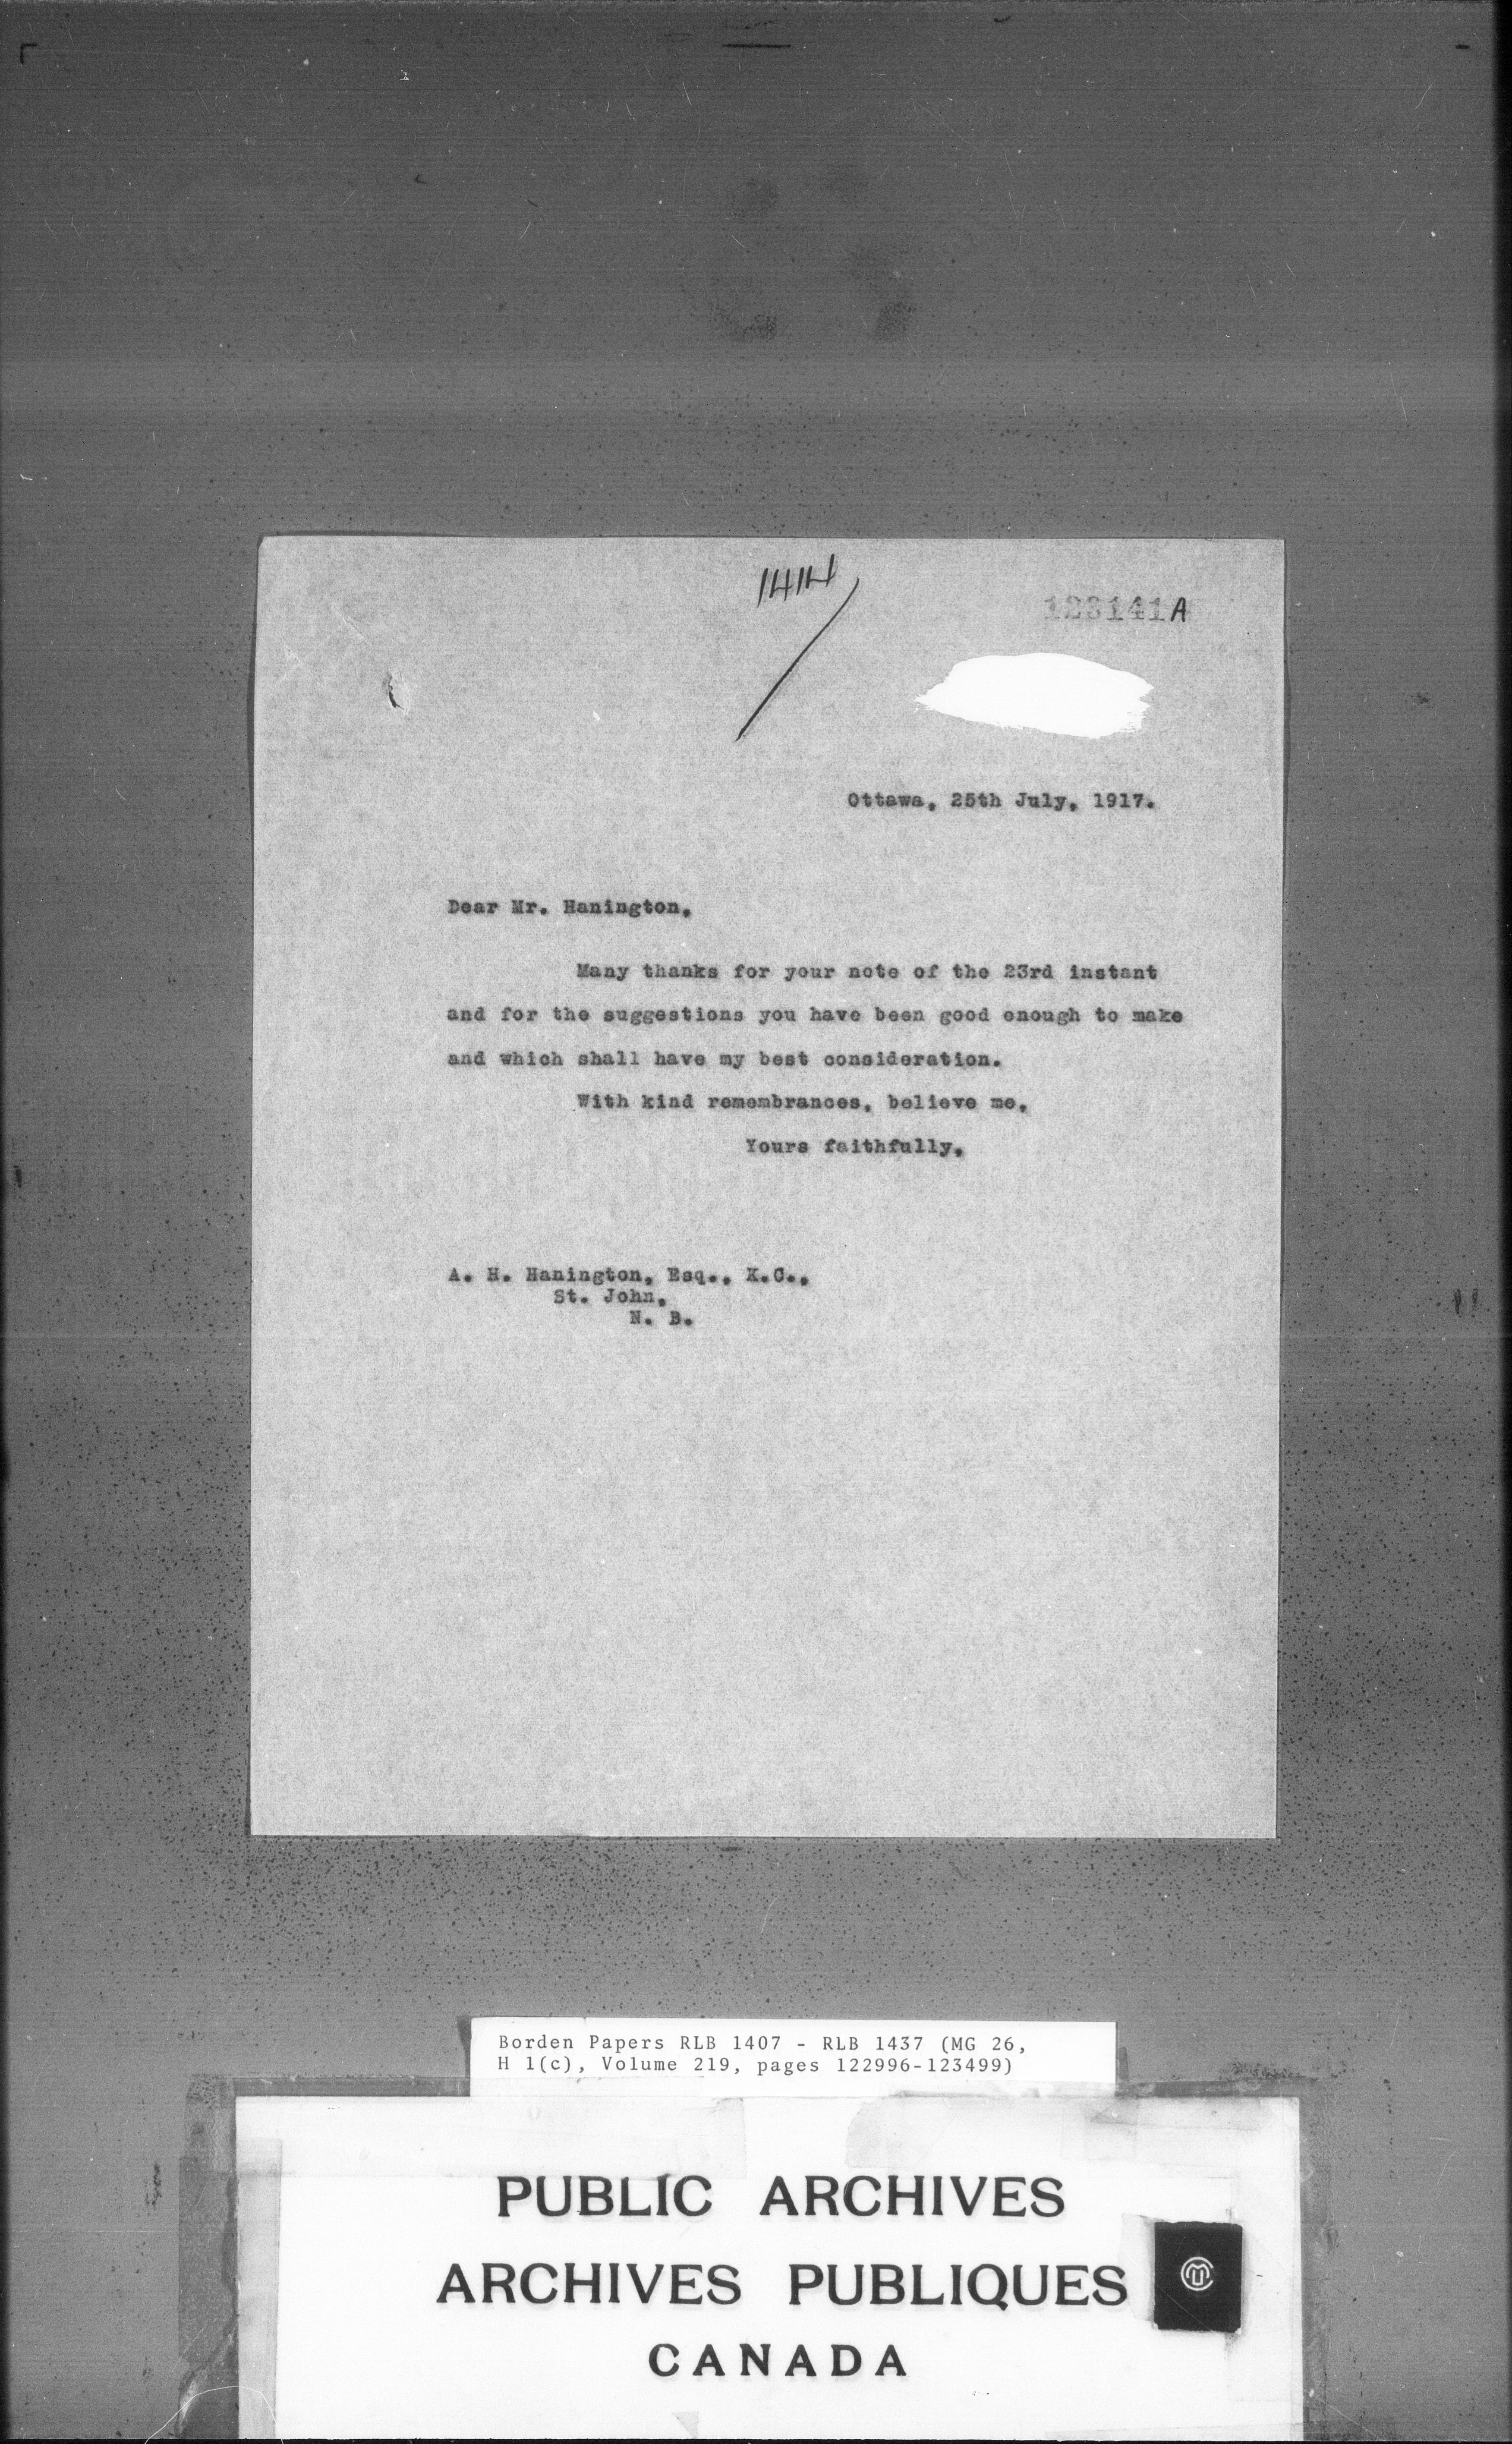 1414
123141A
Ottawa, 25th July, 1917.
Dear Mr. Hanington,
Many thanks for your note of the 23rd instant
and for the suggestions you have been good enough to make
and which shall have my best consideration.
With kind remembrances, believe me,
Yours faithfully,
A. H. Hanington, Esq., K.C.,
St. John,
N. B.
Borden Papers RLB 1407 - RLB 1437 (MG 26,
H 1(c), Volume 219, pages 122996-123499)
PUBLIC ARCHIVES
ARCHIVES PUBLIQUES
CANADA